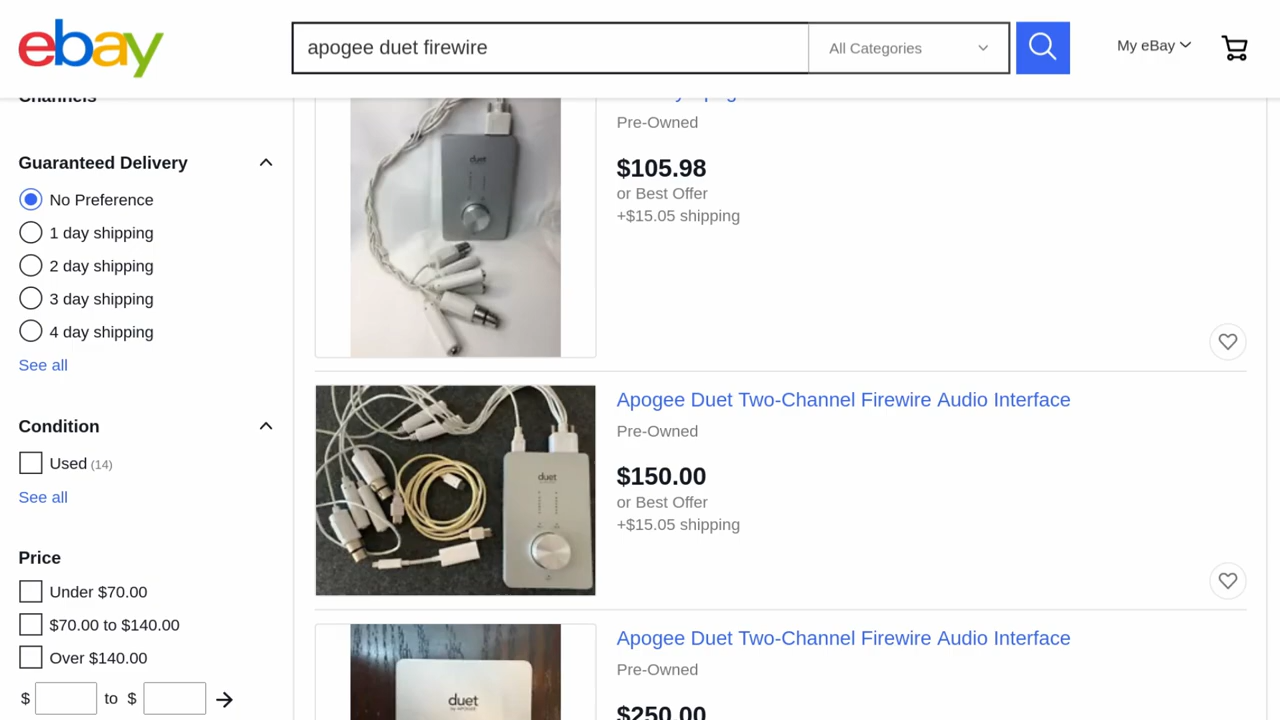 ebay
apogee duet firewire
All Categories
My eBay
Channels
Guaranteed Delivery
No Preference
1 day shipping
2 day shipping
3 day shipping
4 day shipping
See all
Condition
Used (14)
See all
Price
Under $70.00
$70.00 to $140.00
Over $140.00
$ to $
Pre-Owned
$105.98
or Best Offer
+$15.05 shipping
duet
Apogee Duet Two-Channel Firewire Audio Interface
Pre-Owned
$150.00
or Best Offer
+$15.05 shipping
duet
Apogee Duet Two-Channel Firewire Audio Interface
Pre-Owned
$250.00
duet
by APOGEE